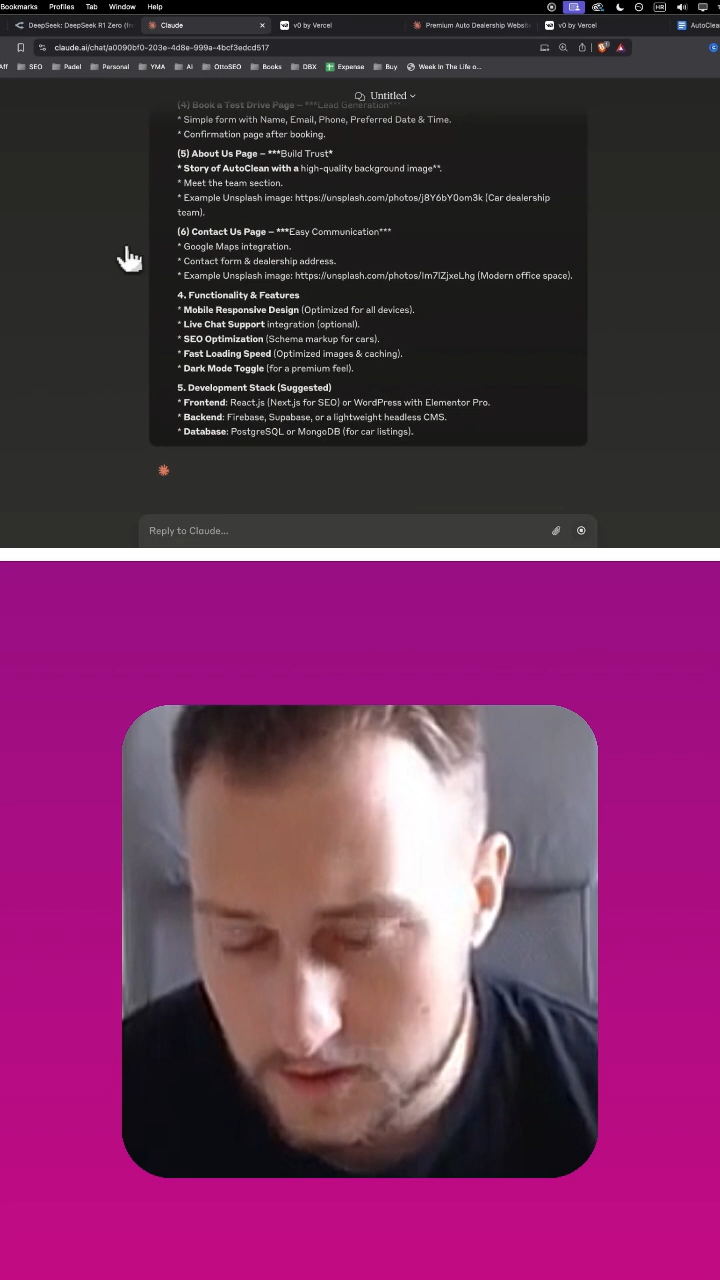 Bookmarks Profiles Tab Window Help HR
DeepSeek: DeepSeek R1 Zero (fr Claude v0 by Vercel Premium Auto Dealership Websit v0 by Vercel AutoClea
claude.ai/chat/a0090bf0-203e-4d8e-999a-4bcf3edcd517
Aff SEO Padel Personal YMA AI OttoSEO Books DBX Expense Buy Week In The Life o...
Untitled
(4) Book a Test Drive Page – ***Lead Generation***
* Simple form with Name, Email, Phone, Preferred Date & Time.
* Confirmation page after booking.
(5) About Us Page – ***Build Trust*
* Story of AutoClean with a high-quality background image**.
* Meet the team section.
* Example Unsplash image: https://unsplash.com/photos/j8Y6bY0om3k (Car dealership
team).
(6) Contact Us Page – ***Easy Communication***
* Google Maps integration.
* Contact form & dealership address.
* Example Unsplash image: https://unsplash.com/photos/Im7lZjxeLhg (Modern office space).
4. Functionality & Features
* Mobile Responsive Design (Optimized for all devices).
* Live Chat Support integration (optional).
* SEO Optimization (Schema markup for cars).
* Fast Loading Speed (Optimized images & caching).
* Dark Mode Toggle (for a premium feel).
5. Development Stack (Suggested)
* Frontend: React.js (Next.js for SEO) or WordPress with Elementor Pro.
* Backend: Firebase, Supabase, or a lightweight headless CMS.
* Database: PostgreSQL or MongoDB (for car listings).
Reply to Claude...